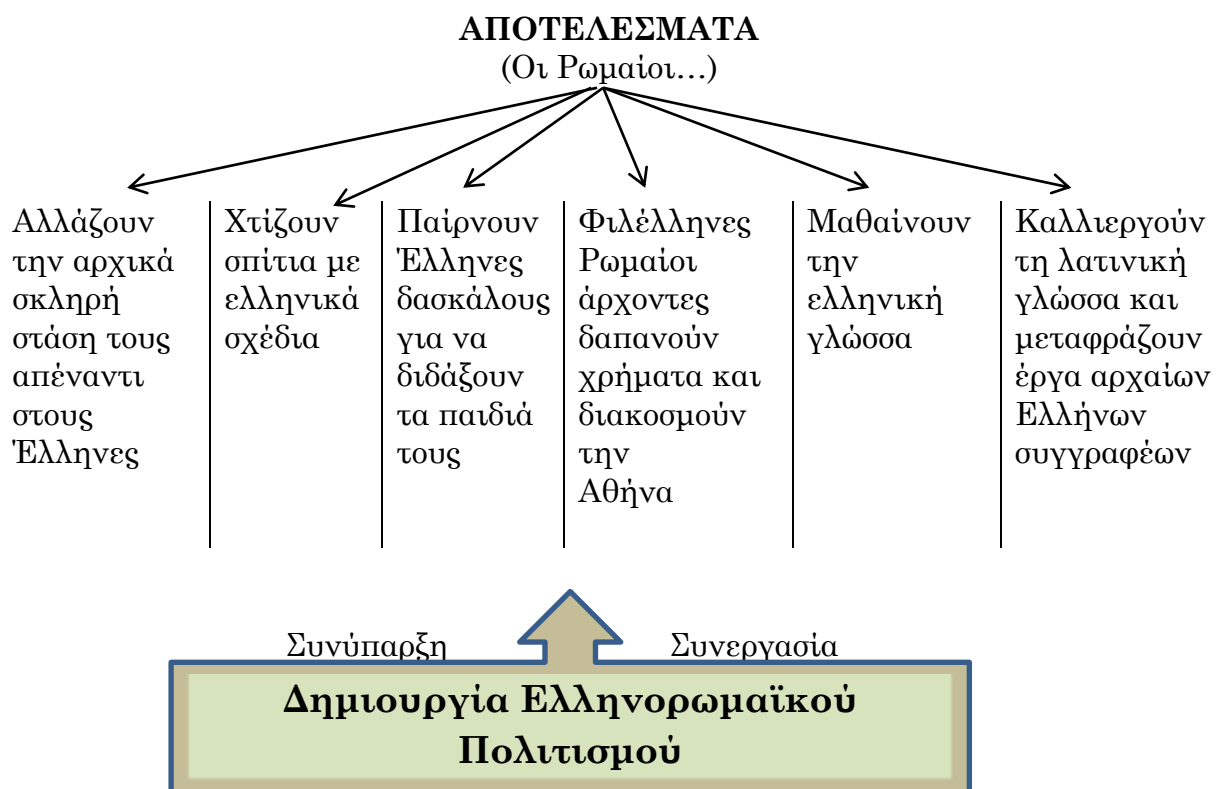 ΑΠΟΤΕΛΕΣΜΑΤΑ
(Οι Ρωμαίοι…)
Αλλάζουν
την αρχικά
σκληρή
στάση τους
απέναντι
στους
Έλληνες
Χτίζουν
σπίτια με
ελληνικά
σχέδια
Παίρνουν
Έλληνες
δασκάλους
για να
διδάξουν
τα παιδιά
τους
Φιλέλληνες
Ρωμαίοι
άρχοντες
δαπανούν
χρήματα και
διακοσμούν
την
Αθήνα
Μαθαίνουν
την
ελληνική
γλώσσα
Καλλιεργούν
τη λατινική
γλώσσα και
μεταφράζουν
έργα αρχαίων
Ελλήνων
συγγραφέων
Συνύπαρξη
Συνεργασία
Δημιουργία Ελληνορωμαϊκού
Πολιτισμού